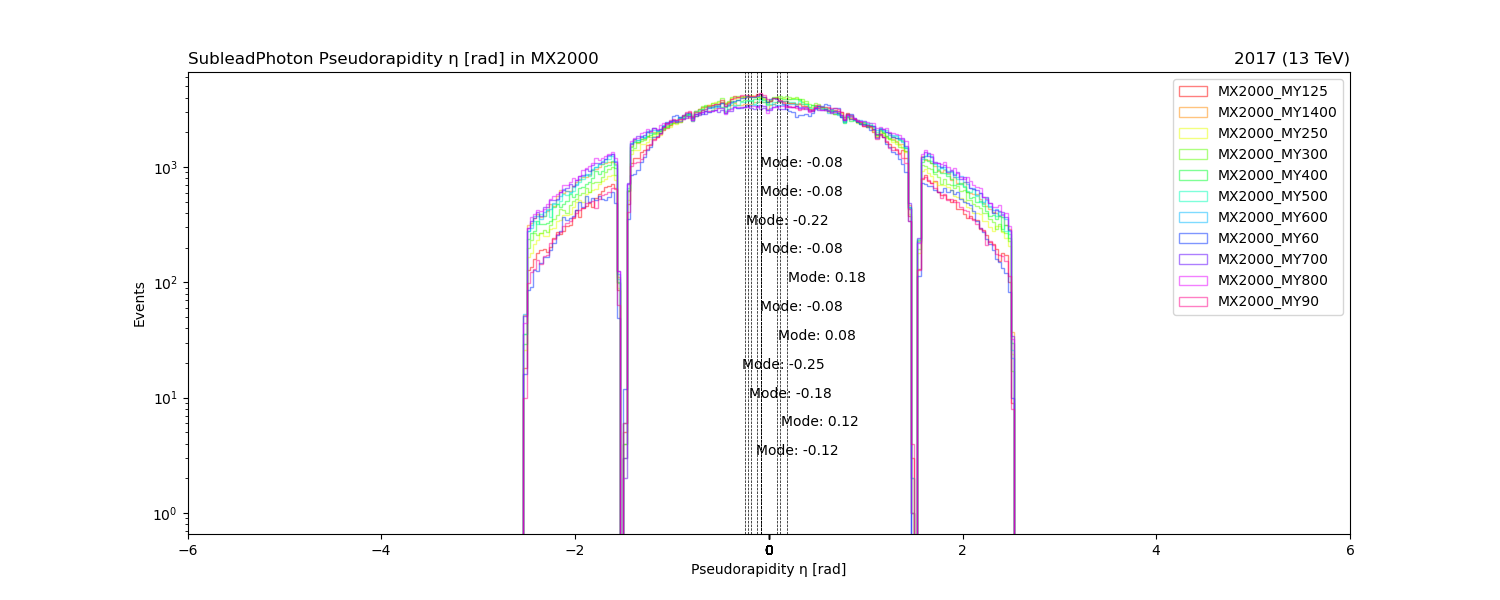 SubleadPhoton Pseudorapidity η [rad] in MX2000
2017 (13 TeV)
MX2000_MY125
MX2000_MY1400
MX2000_MY250
MX2000_MY300
MX2000_MY400
MX2000_MY500
MX2000_MY600
MX2000_MY60
MX2000_MY700
MX2000_MY800
MX2000_MY90
Mode: -0.08
Mode: -0.08
Mode: -0.22
Mode: -0.08
Mode: 0.18
Mode: -0.08
Mode: 0.08
Mode: -0.25
Mode: -0.18
Mode: 0.12
Mode: -0.12
Events
10³
10²
10¹
10⁰
−6 −4 −2 0 2 4 6
Pseudorapidity η [rad]